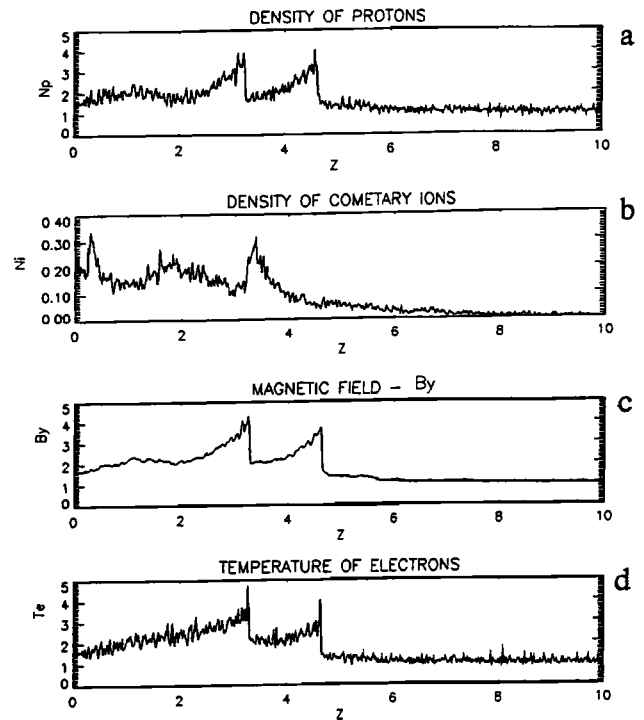 DENSITY OF PROTONS
a
5
4
3
2
1
0
Np
0 2 4 6 8 10
Z
DENSITY OF COMETARY IONS
b
0 40
0.30
0.20
0.10
0 00
Ni
0 2 4 6 8 10
Z
MAGNETIC FIELD - By
c
5
4
3
2
1
0
By
0 2 4 6 8 10
Z
TEMPERATURE OF ELECTRONS
d
5
4
3
2
1
0
Te
0 2 4 6 8 10
Z